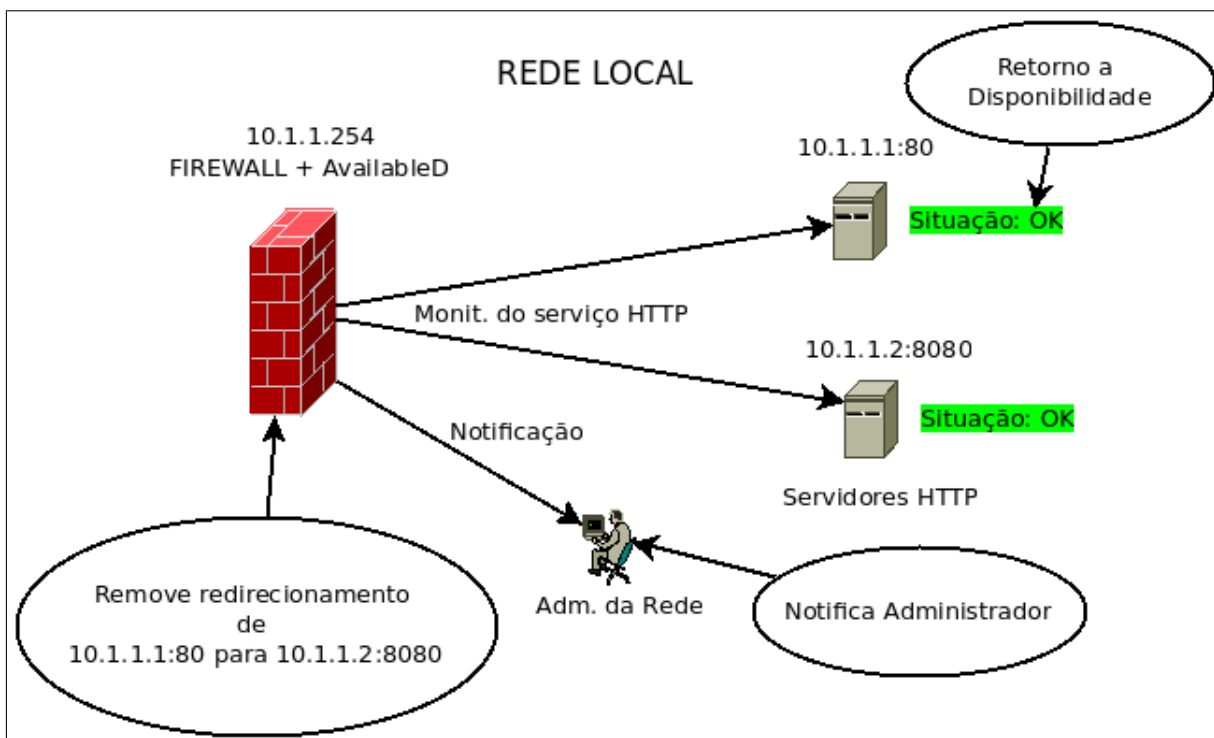 REDE LOCAL
Retorno a
Disponibilidade
10.1.1.254
FIREWALL + AvailableD
10.1.1.1:80
Situação: OK
Monit. do serviço HTTP
10.1.1.2:8080
Situação: OK
Notificação
Servidores HTTP
Remove redirecionamento
de
10.1.1.1:80 para 10.1.1.2:8080
Adm. da Rede
Notifica Administrador